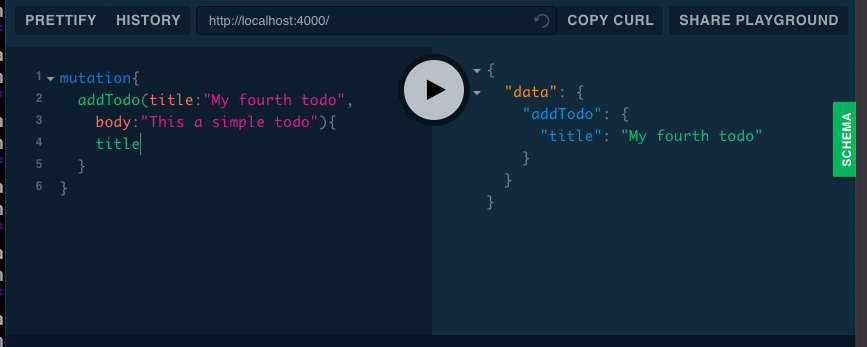 PRETTIFY HISTORY http://localhost:4000/ COPY CURL SHARE PLAYGROUND
1 mutation{
2 addTodo(title:"My fourth todo",
3 body:"This a simple todo"){
4 title
5 }
6 }
{
"data": {
"addTodo": {
"title": "My fourth todo"
}
}
}
SCHEMA